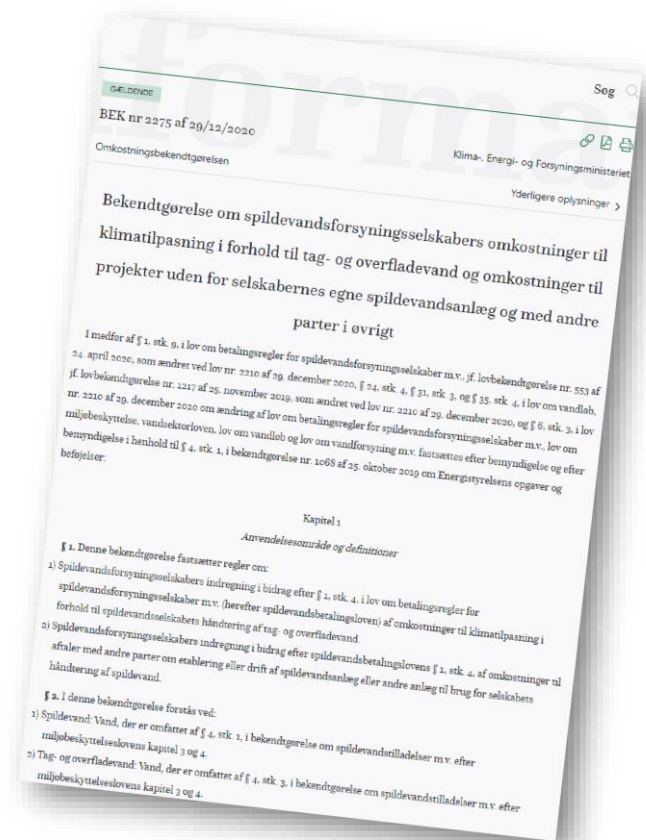 forma
Søg
GÆLDENDE
BEK nr 2275 af 29/12/2020
Klima-, Energi- og Forsyningsministeriet
Omkostningsbekendtgørelsen
Yderligere oplysninger >
Bekendtgørelse om spildevandsforsyningsselskabers omkostninger til
klimatilpasning i forhold til tag- og overfladevand og omkostninger til
projekter uden for selskabernes egne spildevandsanlæg og med andre
parter i øvrigt
I medfør af § 1, stk. 9, i lov om betalingsregler for spildevandsforsyningsselskaber m.v., jf. lovbekendtgørelse nr. 553 af
24. april 2020, som ændret ved lov nr. 2210 af 29. december 2020, § 24, stk. 4, § 31, stk. 3, og § 35, stk. 4, i lov om vandløb,
jf. lovbekendtgørelse nr. 1217 af 25. november 2019, som ændret ved lov nr. 2210 af 29. december 2020, og § 6, stk. 3, i lov
nr. 2210 af 29. december 2020 om ændring af lov om betalingsregler for spildevandsforsyningsselskaber m.v., lov om
miljøbeskyttelse, vandsektorloven, lov om vandløb og lov om vandforsyning m.v. fastsættes efter bemyndigelse og efter
bemyndigelse i henhold til § 4, stk. 1, i bekendtgørelse nr. 1068 af 25. oktober 2019 om Energistyrelsens opgaver og
beføjelser:
Kapitel 1
Anvendelsesområde og definitioner
§ 1. Denne bekendtgørelse fastsætter regler om:
1) Spildevandsforsyningsselskabers indregning i bidrag efter § 1, stk. 4, i lov om betalingsregler for
spildevandsforsyningsselskaber m.v. (herefter spildevandsbetalingsloven) af omkostninger til klimatilpasning i
forhold til spildevandsselskabets håndtering af tag- og overfladevand.
2) Spildevandsforsyningsselskabers indregning i bidrag efter spildevandsbetalingslovens § 1, stk. 4, af omkostninger til
aftaler med andre parter om etablering eller drift af spildevandsanlæg eller andre anlæg til brug for selskabets
håndtering af spildevand.
§ 2. I denne bekendtgørelse forstås ved:
1) Spildevand: Vand, der er omfattet af § 4, stk. 1, i bekendtgørelse om spildevandstilladelser m.v. efter
miljøbeskyttelseslovens kapitel 3 og 4.
2) Tag- og overfladevand: Vand, der er omfattet af § 4, stk. 3, i bekendtgørelse om spildevandstilladelser m.v. efter
miljøbeskyttelseslovens kapitel 3 og 4.